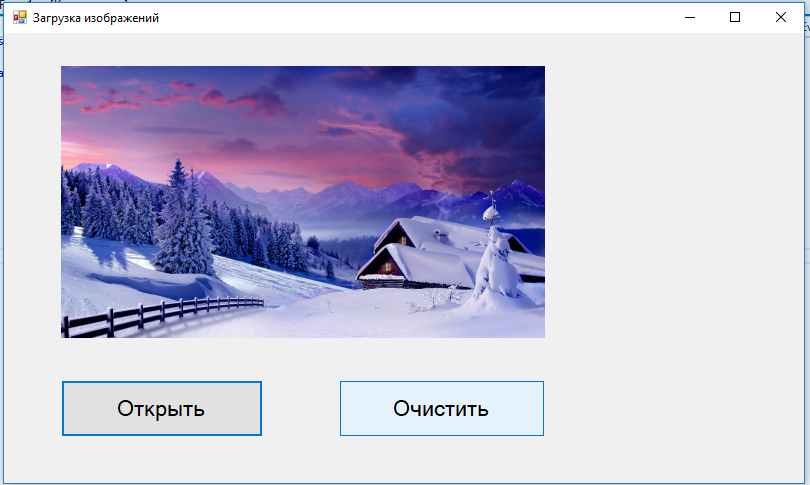 Загрузка изображений
Открыть
Очистить